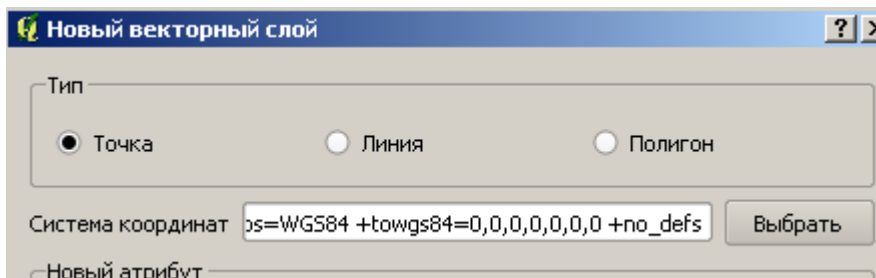 Новый векторный слой
Тип
Точка Линия Полигон
Система координат ps=WGS84 +towgs84=0,0,0,0,0,0,0 +no_defs Выбрать
Новый атрибут